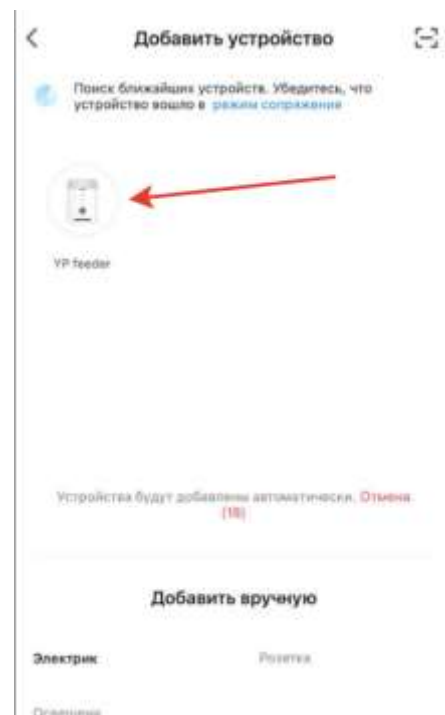 Добавить устройство
Поиск ближайших устройств. Убедитесь, что
устройство вошло в режим сопряжения
YP feeder
Устройства будут добавлены автоматически. Отмена
Добавить вручную
Электрик
Розетка